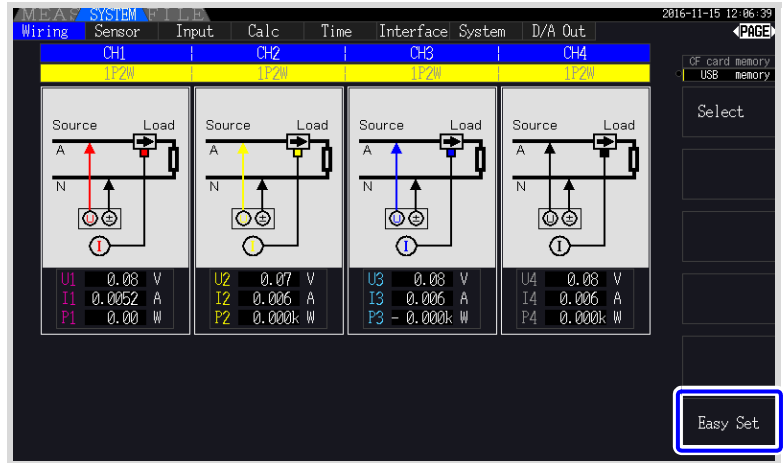 MEAS SYSTEM FILE 2016-11-15 12:06:39
Wiring Sensor Input Calc Time Interface System D/A Out PAGE
CH1 CH2 CH3 CH4
1P2W 1P2W 1P2W 1P2W
CF card memory
USB memory
Select
Source Load Source Load Source Load Source Load
A A A A
N N N N
U ± U ± U ± U ±
I I I I
U1 0.08 V U2 0.07 V U3 0.08 V U4 0.08 V
I1 0.0052 A I2 0.006 A I3 0.006 A I4 0.006 A
P1 0.00 W P2 0.000k W P3 - 0.000k W P4 0.000k W
Easy Set